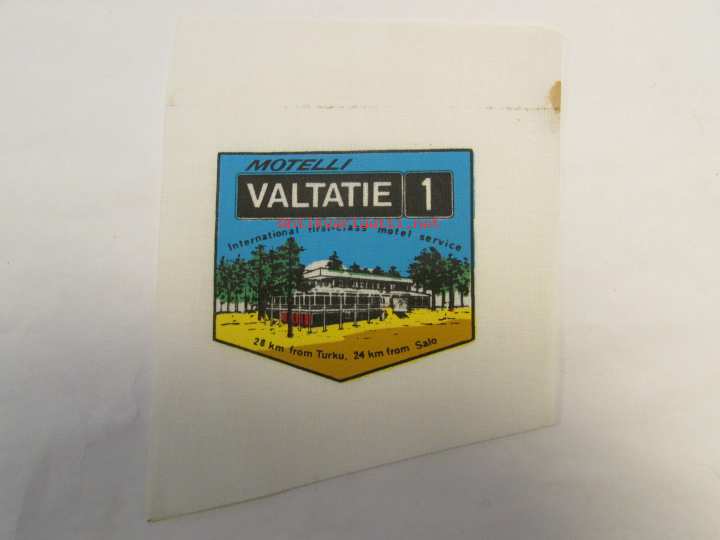 MOTELLI
VALTATIE 1
International first-class motel service
28 km from Turku, 24 km from Salo